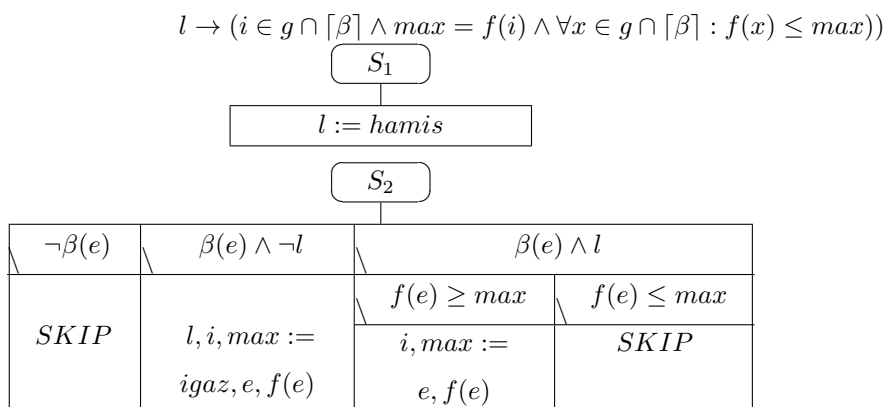 l → (i ∈ g ∩ ⌈β⌉ ∧ max = f(i) ∧ ∀x ∈ g ∩ ⌈β⌉ : f(x) ≤ max))
S₁
l := hamis
S₂
¬β(e) β(e) ∧ ¬l β(e) ∧ l
f(e) ≥ max f(e) ≤ max
SKIP l, i, max := i, max := SKIP
igaz, e, f(e) e, f(e)